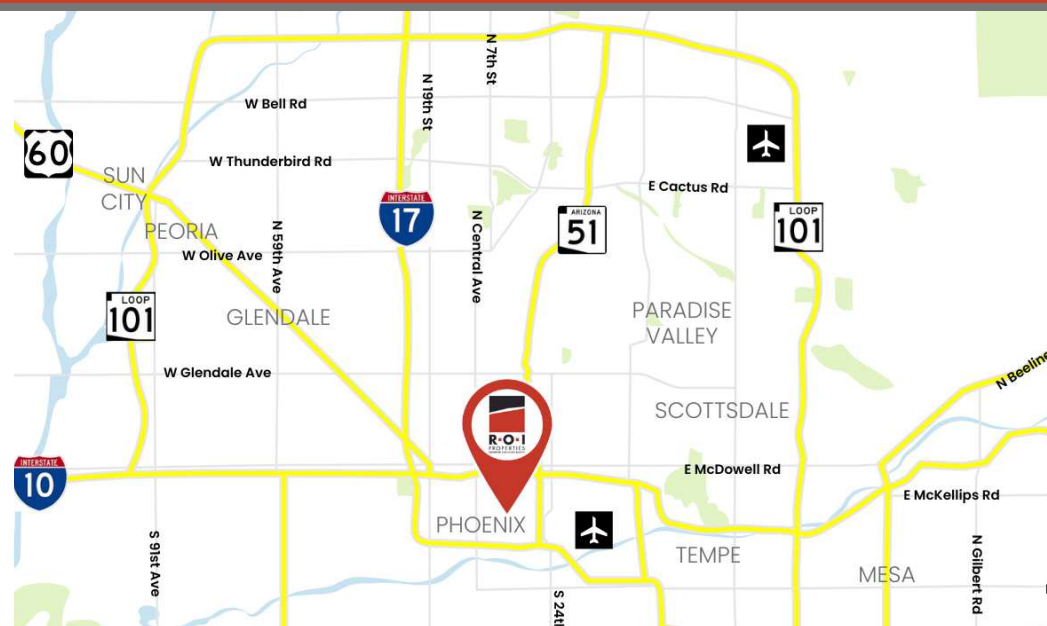 N 7th St
N 19th St
W Bell Rd
60
W Thunderbird Rd
SUN
CITY
E Cactus Rd
INTERSTATE
17
ARIZONA
51
LOOP
101
N Central Ave
N 59th Ave
PEORIA
W Olive Ave
LOOP
101
GLENDALE
PARADISE
VALLEY
W Glendale Ave
N Beeline
SCOTTSDALE
R·O·I
PROPERTIES
INTERSTATE
10
E McDowell Rd
E McKellips Rd
PHOENIX
S 91st Ave
TEMPE
MESA
N Gilbert Rd
S 24th